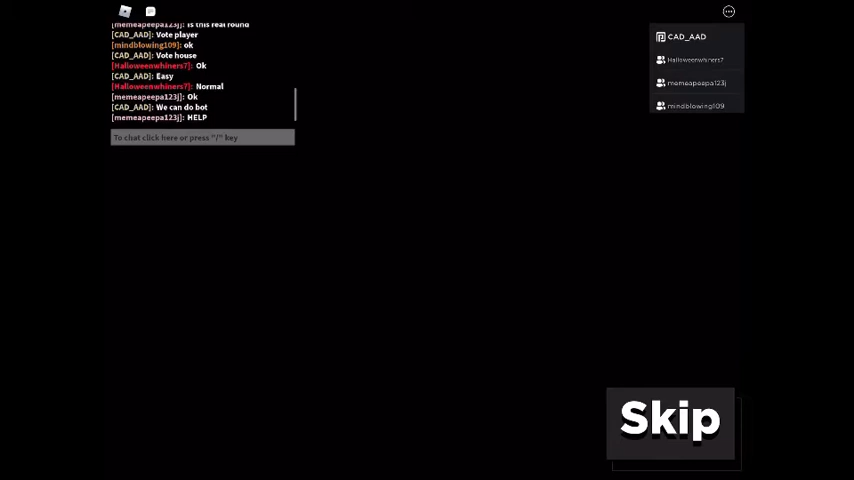 [memeapeepa123j]: Is this real round
[CAD_AAD]: Vote player
[mindblowing109]: ok
[CAD_AAD]: Vote house
[Halloweenwhiners7]: Ok
[CAD_AAD]: Easy
[Halloweenwhiners7]: Normal
[memeapeepa123j]: Ok
[CAD_AAD]: We can do bot
[memeapeepa123j]: HELP
To chat click here or press "/" key
CAD_AAD
Halloweenwhiners7
memeapeepa123j
mindblowing109
Skip